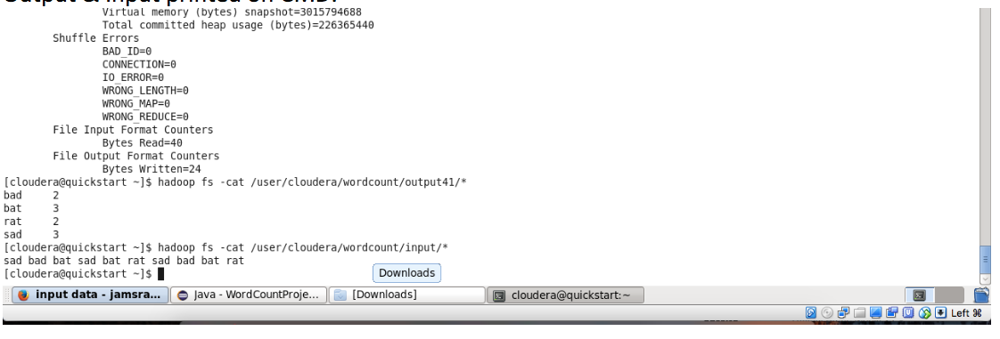 Output & input printed on CMD:
Virtual memory (bytes) snapshot=3015794688
Total committed heap usage (bytes)=226365440
Shuffle Errors
BAD_ID=0
CONNECTION=0
IO_ERROR=0
WRONG_LENGTH=0
WRONG_MAP=0
WRONG_REDUCE=0
File Input Format Counters
Bytes Read=40
File Output Format Counters
Bytes Written=24
[cloudera@quickstart ~]$ hadoop fs -cat /user/cloudera/wordcount/output41/*
bad 2
bat 3
rat 2
sad 3
[cloudera@quickstart ~]$ hadoop fs -cat /user/cloudera/wordcount/input/*
sad bad bat sad bat rat sad bad bat rat
[cloudera@quickstart ~]$
Downloads
input data - jamsra... Java - WordCountProje... [Downloads] cloudera@quickstart:~
Left ⌘